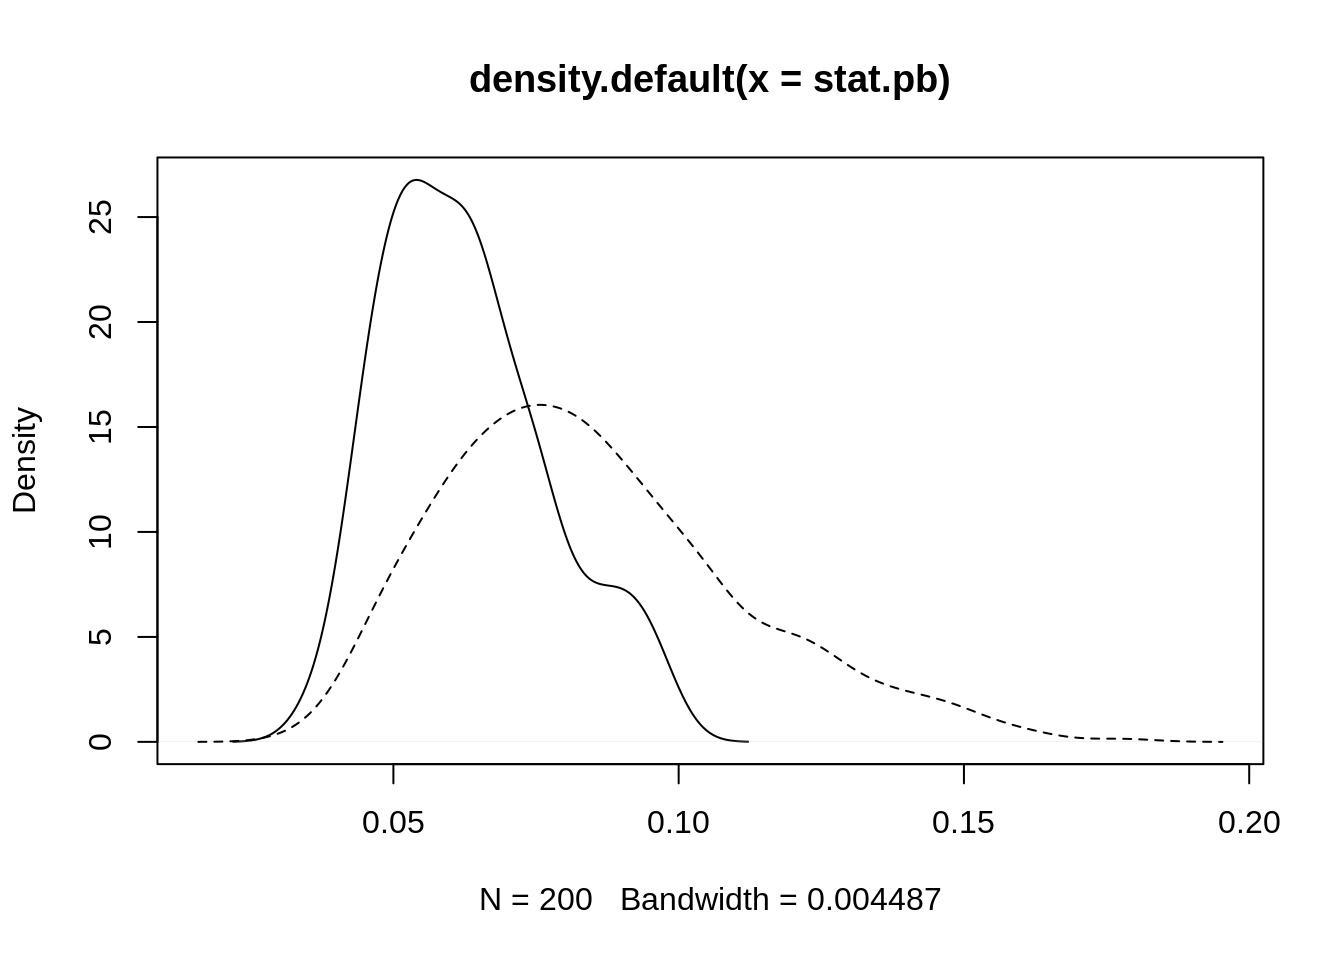 density.default(x = stat.pb)
Density
25
20
15
10
5
0
0.05 0.10 0.15 0.20
N = 200 Bandwidth = 0.004487